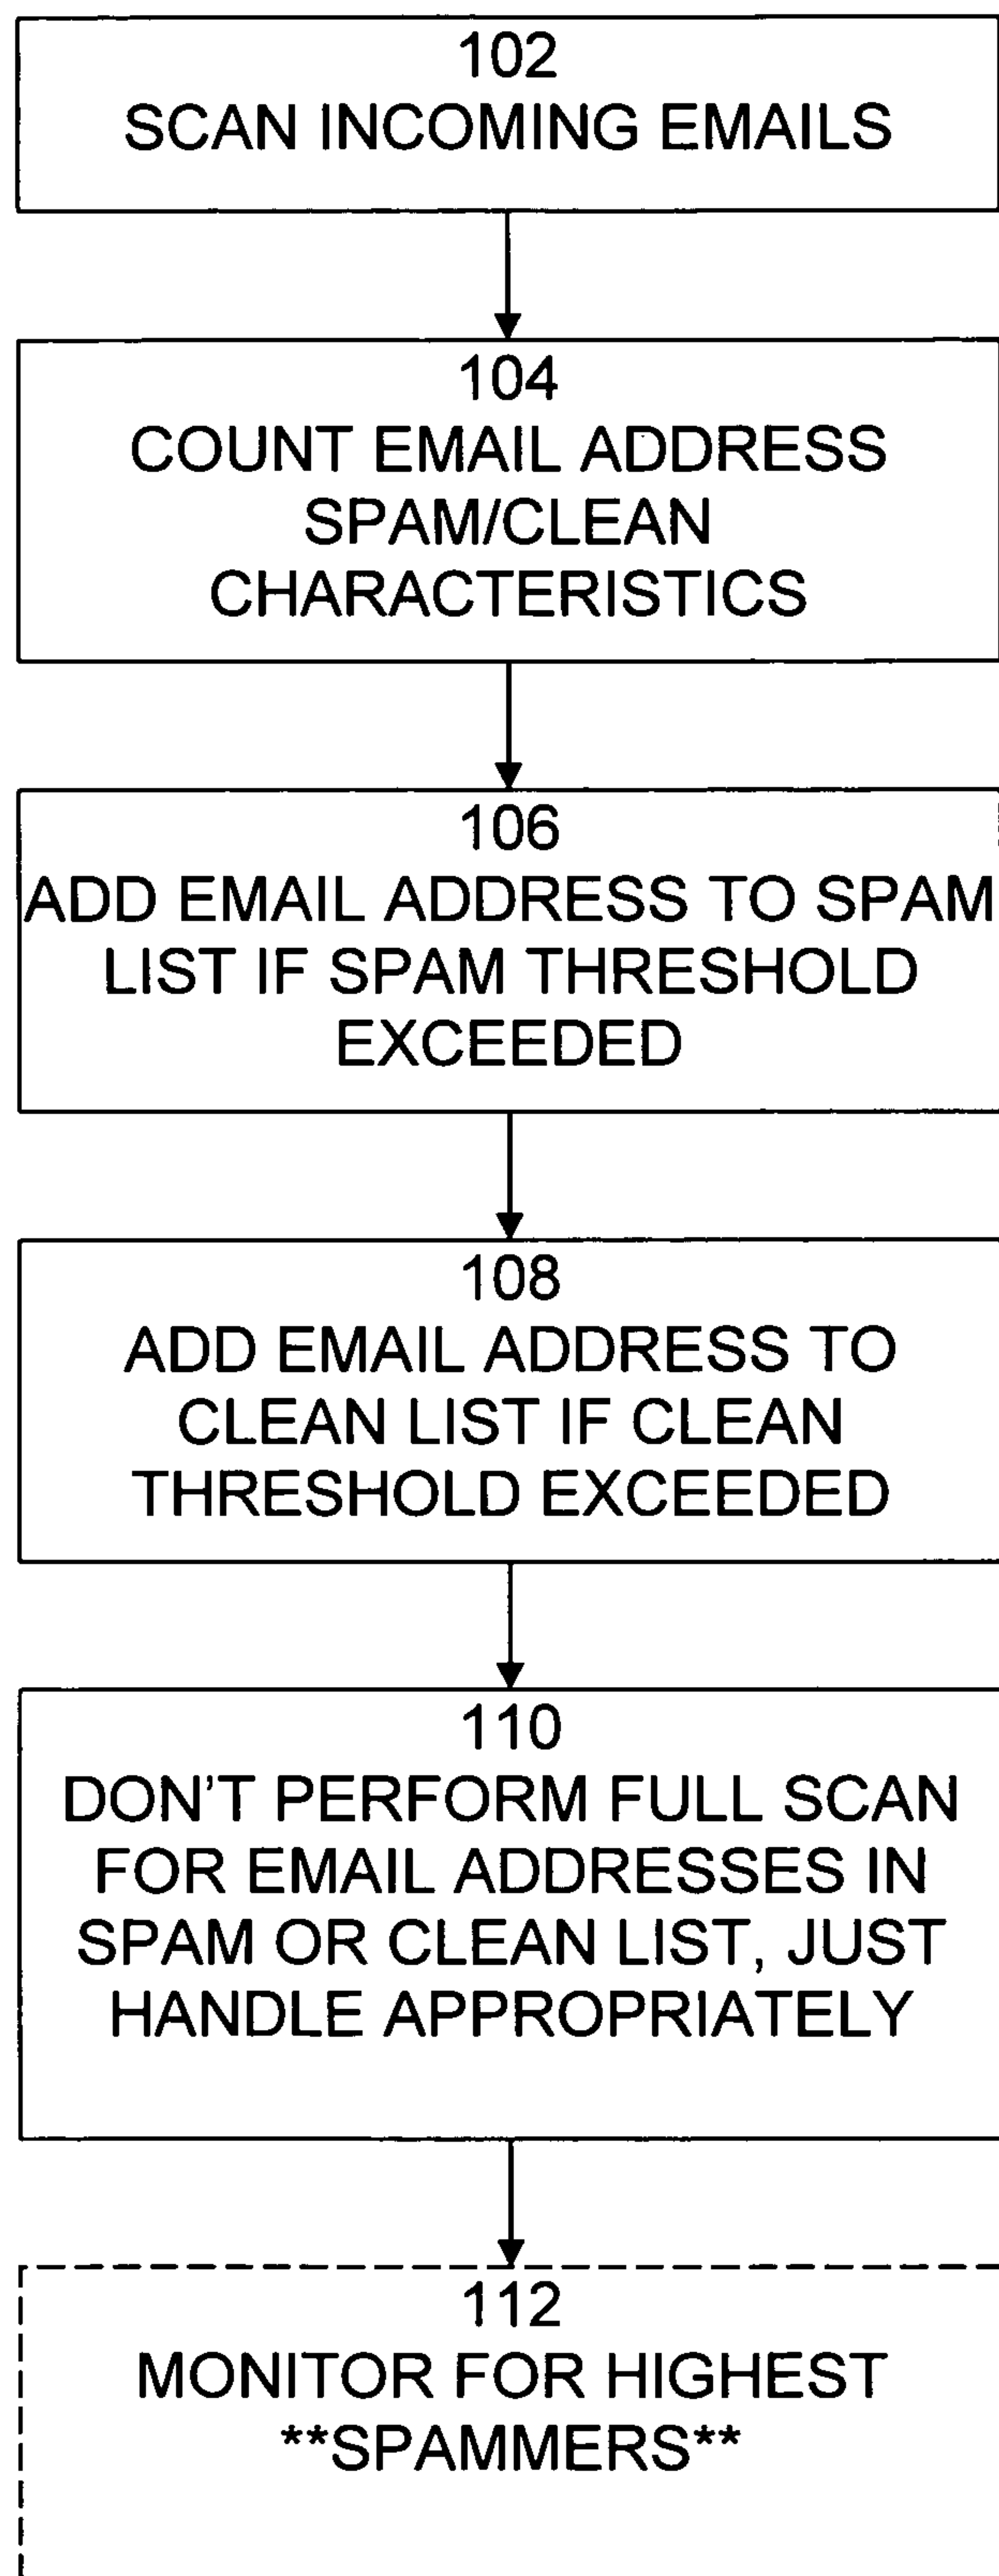 102
SCAN INCOMING EMAILS
104
COUNT EMAIL ADDRESS
SPAM/CLEAN
CHARACTERISTICS
106
ADD EMAIL ADDRESS TO SPAM
LIST IF SPAM THRESHOLD
EXCEEDED
108
ADD EMAIL ADDRESS TO
CLEAN LIST IF CLEAN
THRESHOLD EXCEEDED
110
DON'T PERFORM FULL SCAN
FOR EMAIL ADDRESSES IN
SPAM OR CLEAN LIST, JUST
HANDLE APPROPRIATELY
112
MONITOR FOR HIGHEST
**SPAMMERS**